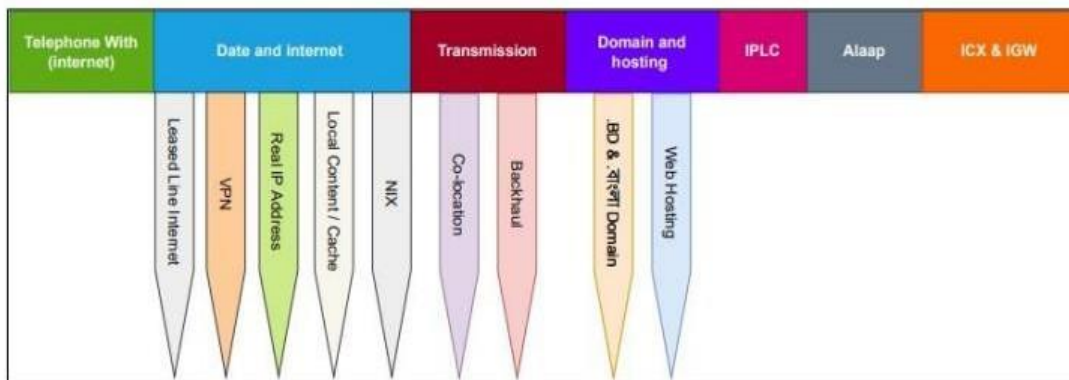 Telephone With
(internet)
Date and internet
Transmission
Domain and
hosting
IPLC
Alaap
ICX & IGW
Leased Line Internet
VPN
Real IP Address
Local Content / Cache
NIX
Co-location
Backhaul
.BD & .বাংলা Domain
Web Hosting